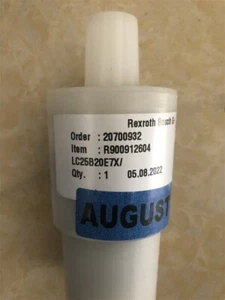 Rexroth Bosch G
Order : 20700932
Item : R900912604
LC25B20E7X/
Qty. : 1 05.08.2022
AUGUST